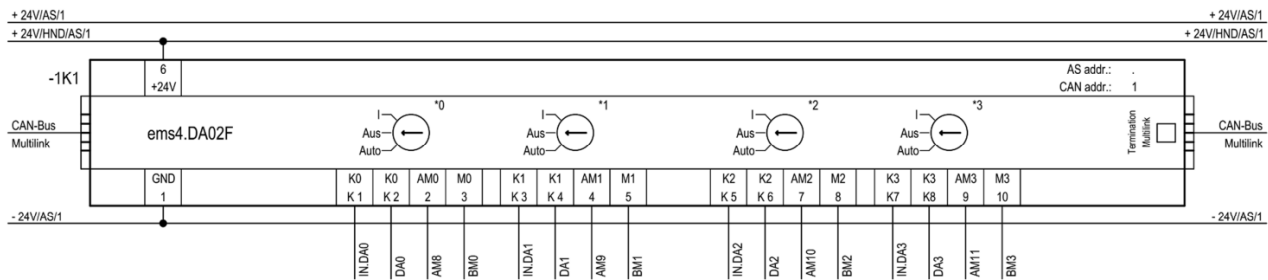 + 24V/AS/1 + 24V/AS/1
+ 24V/HND/AS/1 + 24V/HND/AS/1
-1K1 6 AS addr.: .
+24V CAN addr.: 1
*0 *1 *2 *3
I I I I
CAN-Bus ems4.DA02F Aus Aus Aus Aus Termination CAN-Bus
Multilink Auto Auto Auto Auto Multilink Multilink
GND K0 K0 AM0 M0 K1 K1 AM1 M1 K2 K2 AM2 M2 K3 K3 AM3 M3
1 K 1 K 2 2 3 K 3 K 4 4 5 K 5 K 6 7 8 K7 K8 9 10
- 24V/AS/1 - 24V/AS/1
IN.DA0 DA0 AM8 BM0 IN.DA1 DA1 AM9 BM1 IN.DA2 DA2 AM10 BM2 IN.DA3 DA3 AM11 BM3